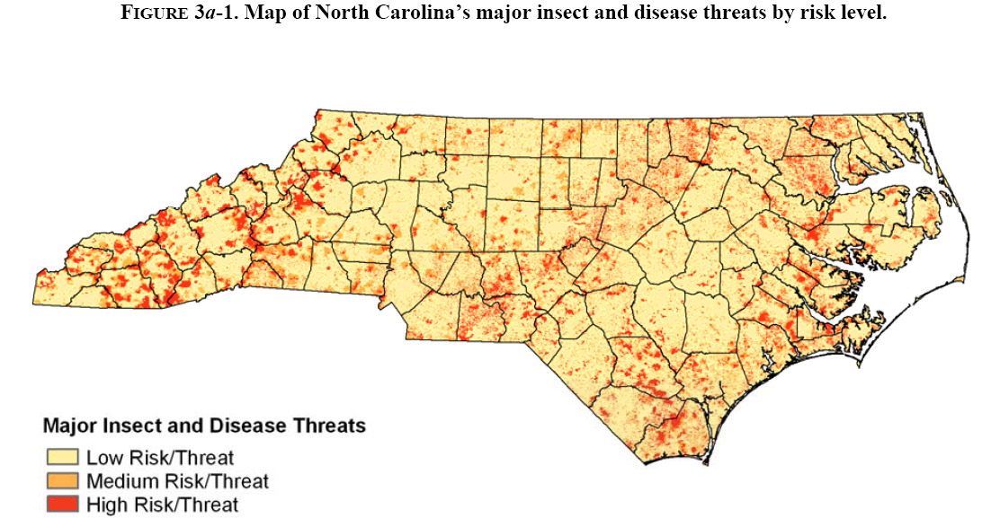 FIGURE 3a-1. Map of North Carolina’s major insect and disease threats by risk level.
Major Insect and Disease Threats
Low Risk/Threat
Medium Risk/Threat
High Risk/Threat